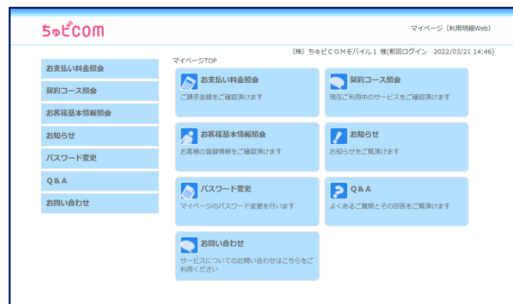 ちゅピCOM
マイページ（利用明細Web）
（株）ちゅピＣＯＭモバイル１ 様(前回ログイン 2022/03/21 14:46)
お支払い料金照会
契約コース照会
お客様基本情報照会
お知らせ
パスワード変更
Q & A
お問い合わせ
マイページTOP
お支払い料金照会
ご請求金額をご確認頂けます
契約コース照会
現在ご利用中のサービスをご確認頂けます
お客様基本情報照会
お客様の登録情報をご確認頂けます
お知らせ
お知らせをご覧頂けます
パスワード変更
マイページのパスワード変更を行います
Q & A
よくあるご質問とその回答をご覧頂けます
お問い合わせ
サービスについてのお問い合わせはこちらをご
利用ください